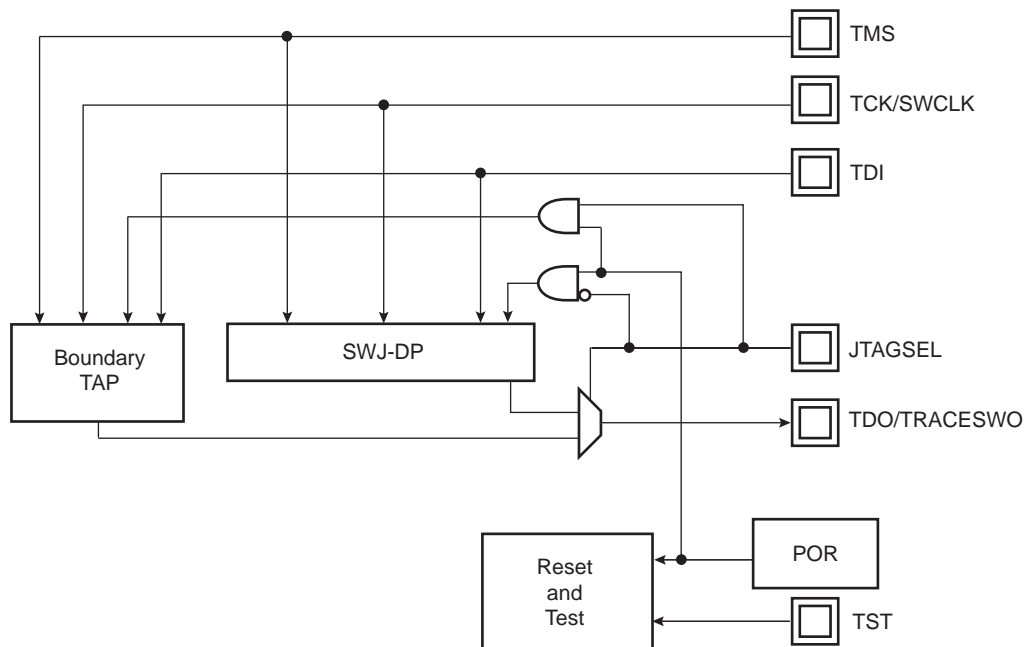 TMS
TCK/SWCLK
TDI
Boundary
TAP
SWJ-DP
JTAGSEL
TDO/TRACESWO
Reset
and
Test
POR
TST